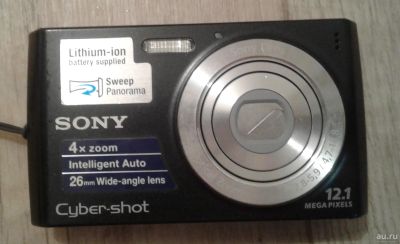 Lithium-ion
battery supplied
Sweep
Panorama
SONY
4x zoom
Intelligent Auto
26mm Wide-angle lens
Cyber-shot
12.1
MEGA PIXELS
au.ru